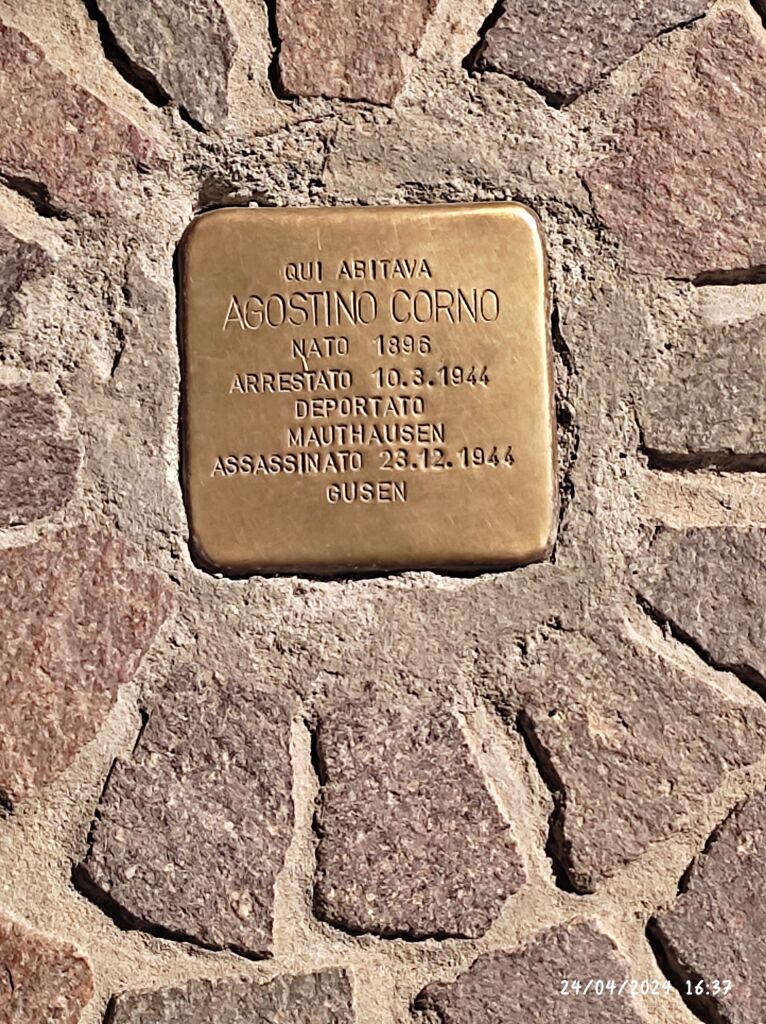 QUI ABITAVA
AGOSTINO CORNO
NATO 1896
ARRESTATO 10.3.1944
DEPORTATO
MAUTHAUSEN
ASSASSINATO 23.12.1944
GUSEN
24/04/2024 16:37